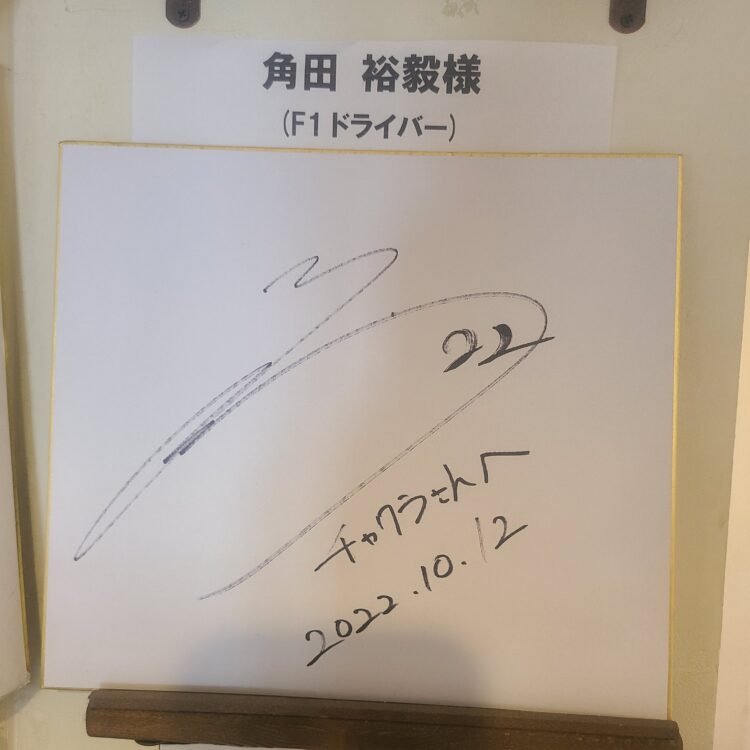 角田 裕毅様
(F1ドライバー)
22
チャクラさんへ
2022.10.12